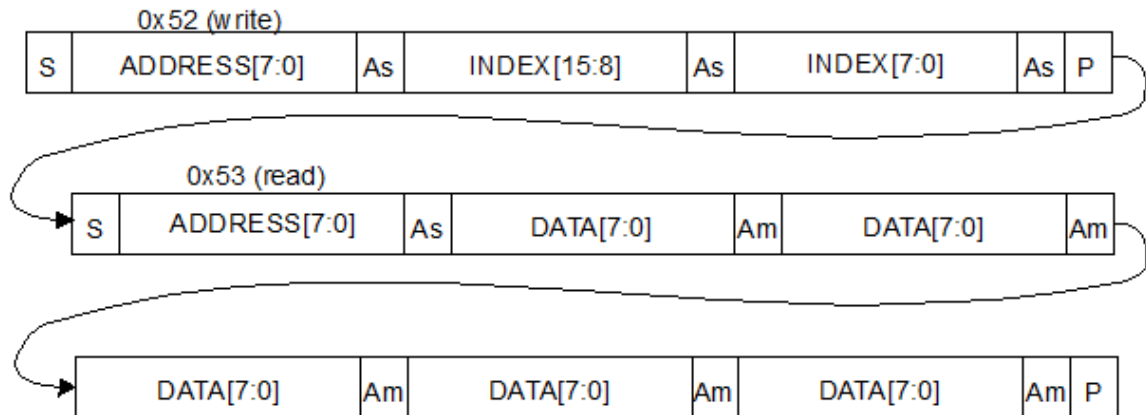 0x52 (write)
S ADDRESS[7:0] As INDEX[15:8] As INDEX[7:0] As P
0x53 (read)
S ADDRESS[7:0] As DATA[7:0] Am DATA[7:0] Am
DATA[7:0] Am DATA[7:0] Am DATA[7:0] Am P